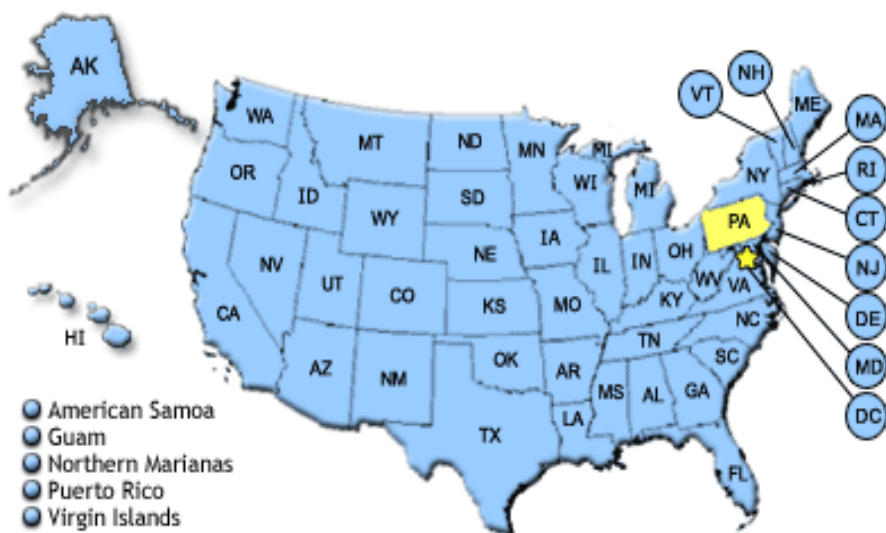 AK
NH
VT
ME
WA
MA
MT
ND
MN
MI
RI
OR
NY
ID
WI
MI
SD
CT
WY
PA
IA
NE
OH
NV
IL
IN
NJ
UT
WV
VA
CO
CA
KS
MO
KY
DE
NC
HI
TN
OK
AZ
SC
MD
NM
AR
MS
AL
GA
DC
American Samoa
LA
TX
Guam
Northern Marianas
FL
Puerto Rico
Virgin Islands